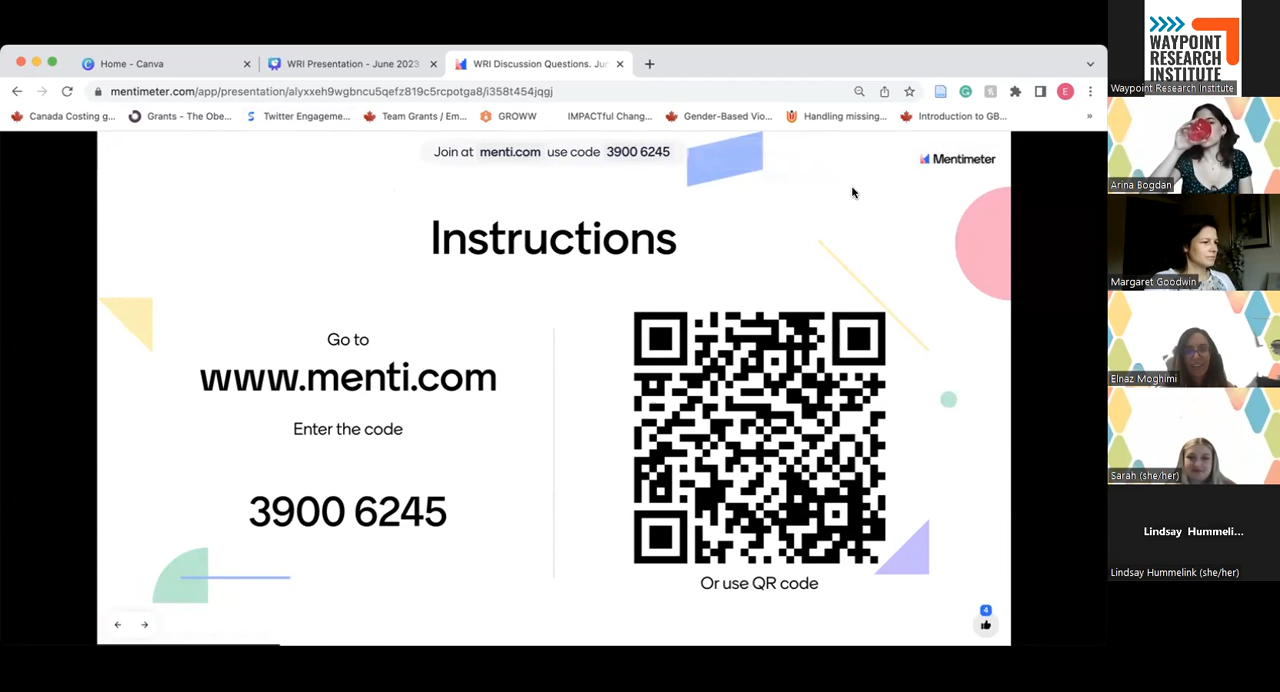 Home - Canva
WRI Presentation - June 2023
WRI Discussion Questions. Ju
mentimeter.com/app/presentation/alyxxeh9wgbncu5qefz819c5rcpotga8/i358t454jqgj
E
Canada Costing g...
Grants - The Obe...
Twitter Engageme...
Team Grants / Em...
GROWW
IMPACTful Chang...
Gender-Based Vio...
Handling missing...
Introduction to GB...
»
Join at menti.com use code 3900 6245
Mentimeter
Instructions
Go to
www.menti.com
Enter the code
3900 6245
Or use QR code
4
WAYPOINT
RESEARCH
INSTITUTE
Waypoint Research Institute
Arina Bogdan
Margaret Goodwin
Elnaz Moghimi
Sarah (she/her)
Lindsay Hummeli...
Lindsay Hummelink (she/her)